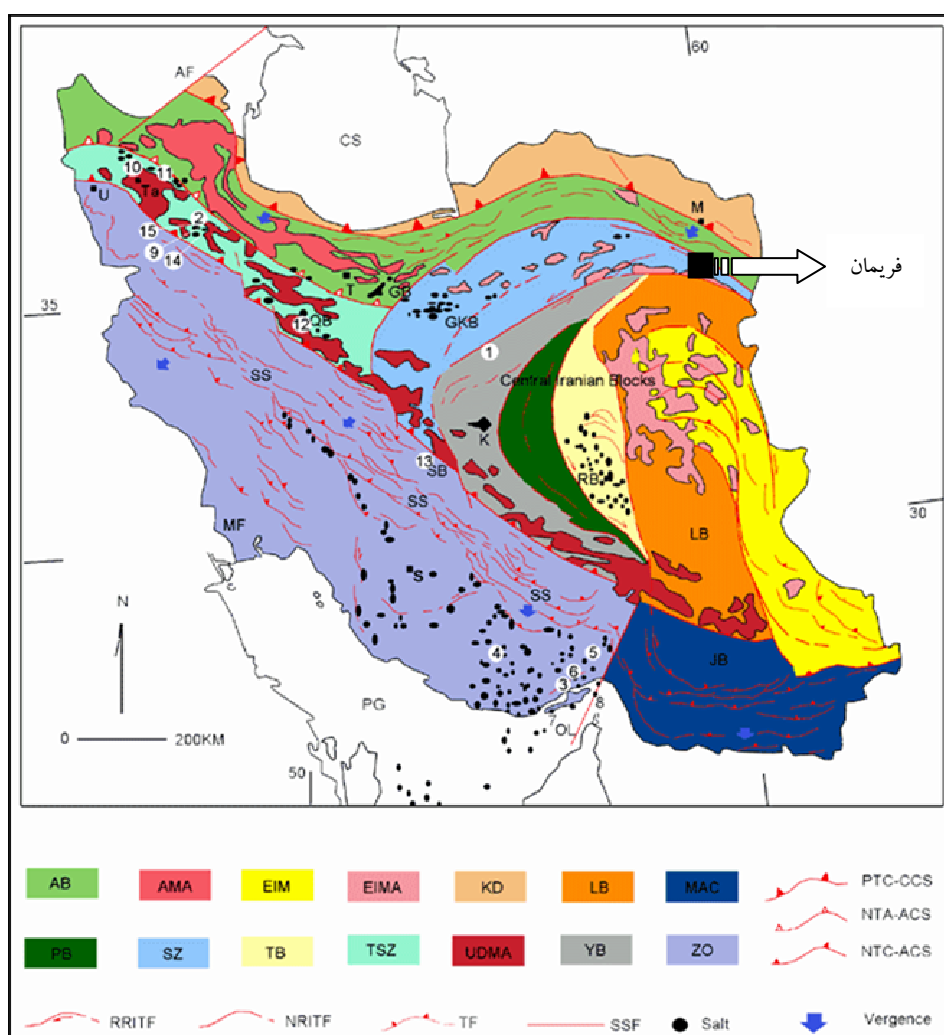 60
AF
CS
10
11
Ta
U
M
2
15
9
14
T
GB
فریمان
35
12
QB
GKB
1
SS
Central Iranian Blocks
K
13
SB
RB
SS
30
MF
LB
S
SS
N
4
5
JB
6
3
PG
8
7
OL
0
200KM
50
AB
AMA
EIM
EIMA
KD
LB
MAC
PTC-CCS
NTA-ACS
PB
SZ
TB
TSZ
UDMA
YB
ZO
NTC-ACS
RRITF
NRITF
TF
SSF
Salt
Vergence